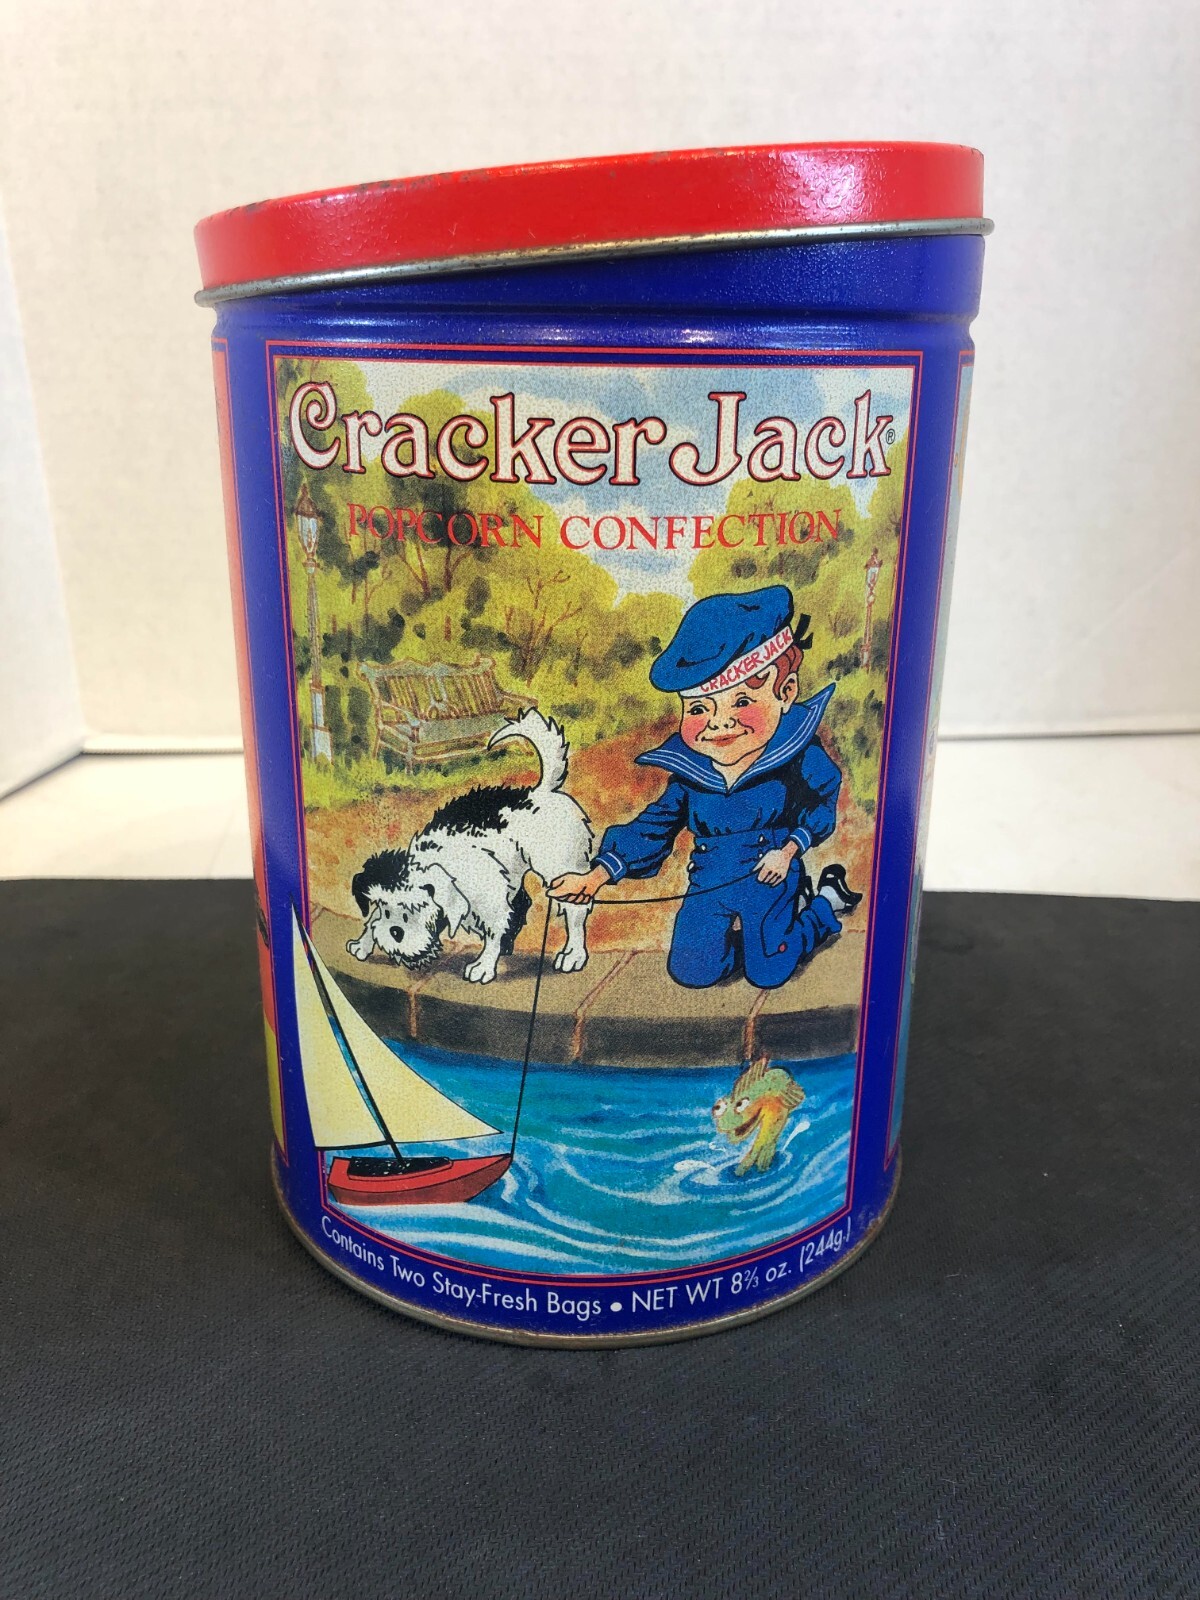 Cracker Jack®
POPCORN CONFECTION
CRACKER JACK
Contains Two Stay-Fresh Bags • NET WT 8⅔ oz. (244g.)